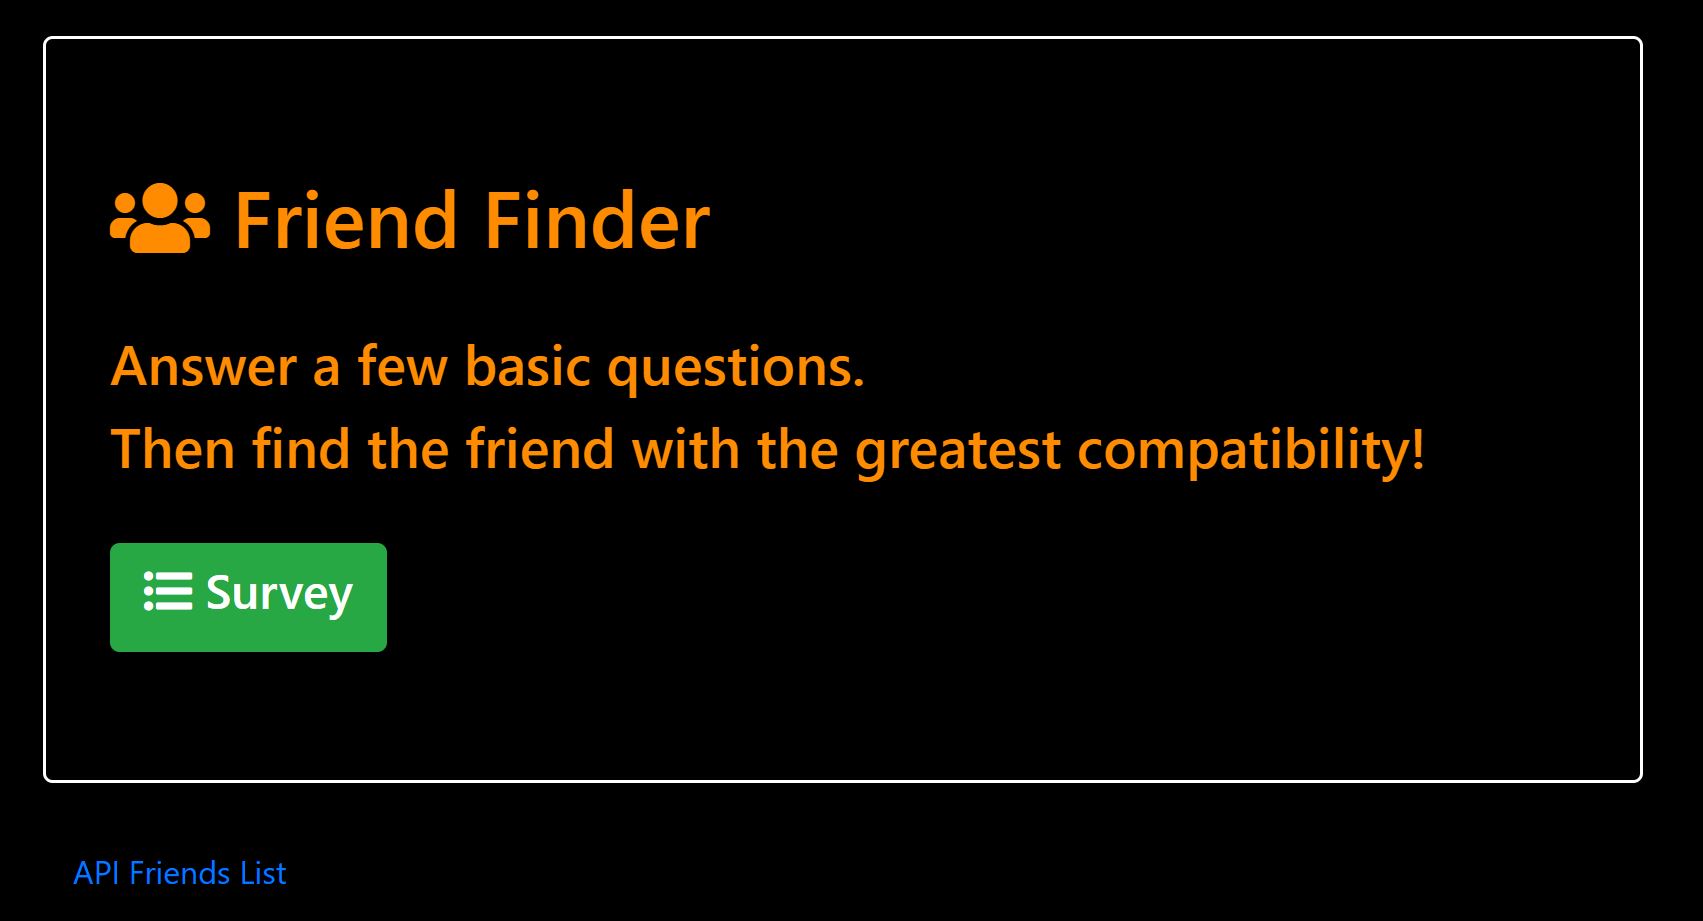 Friend Finder
Answer a few basic questions.
Then find the friend with the greatest compatibility!
Survey
API Friends List